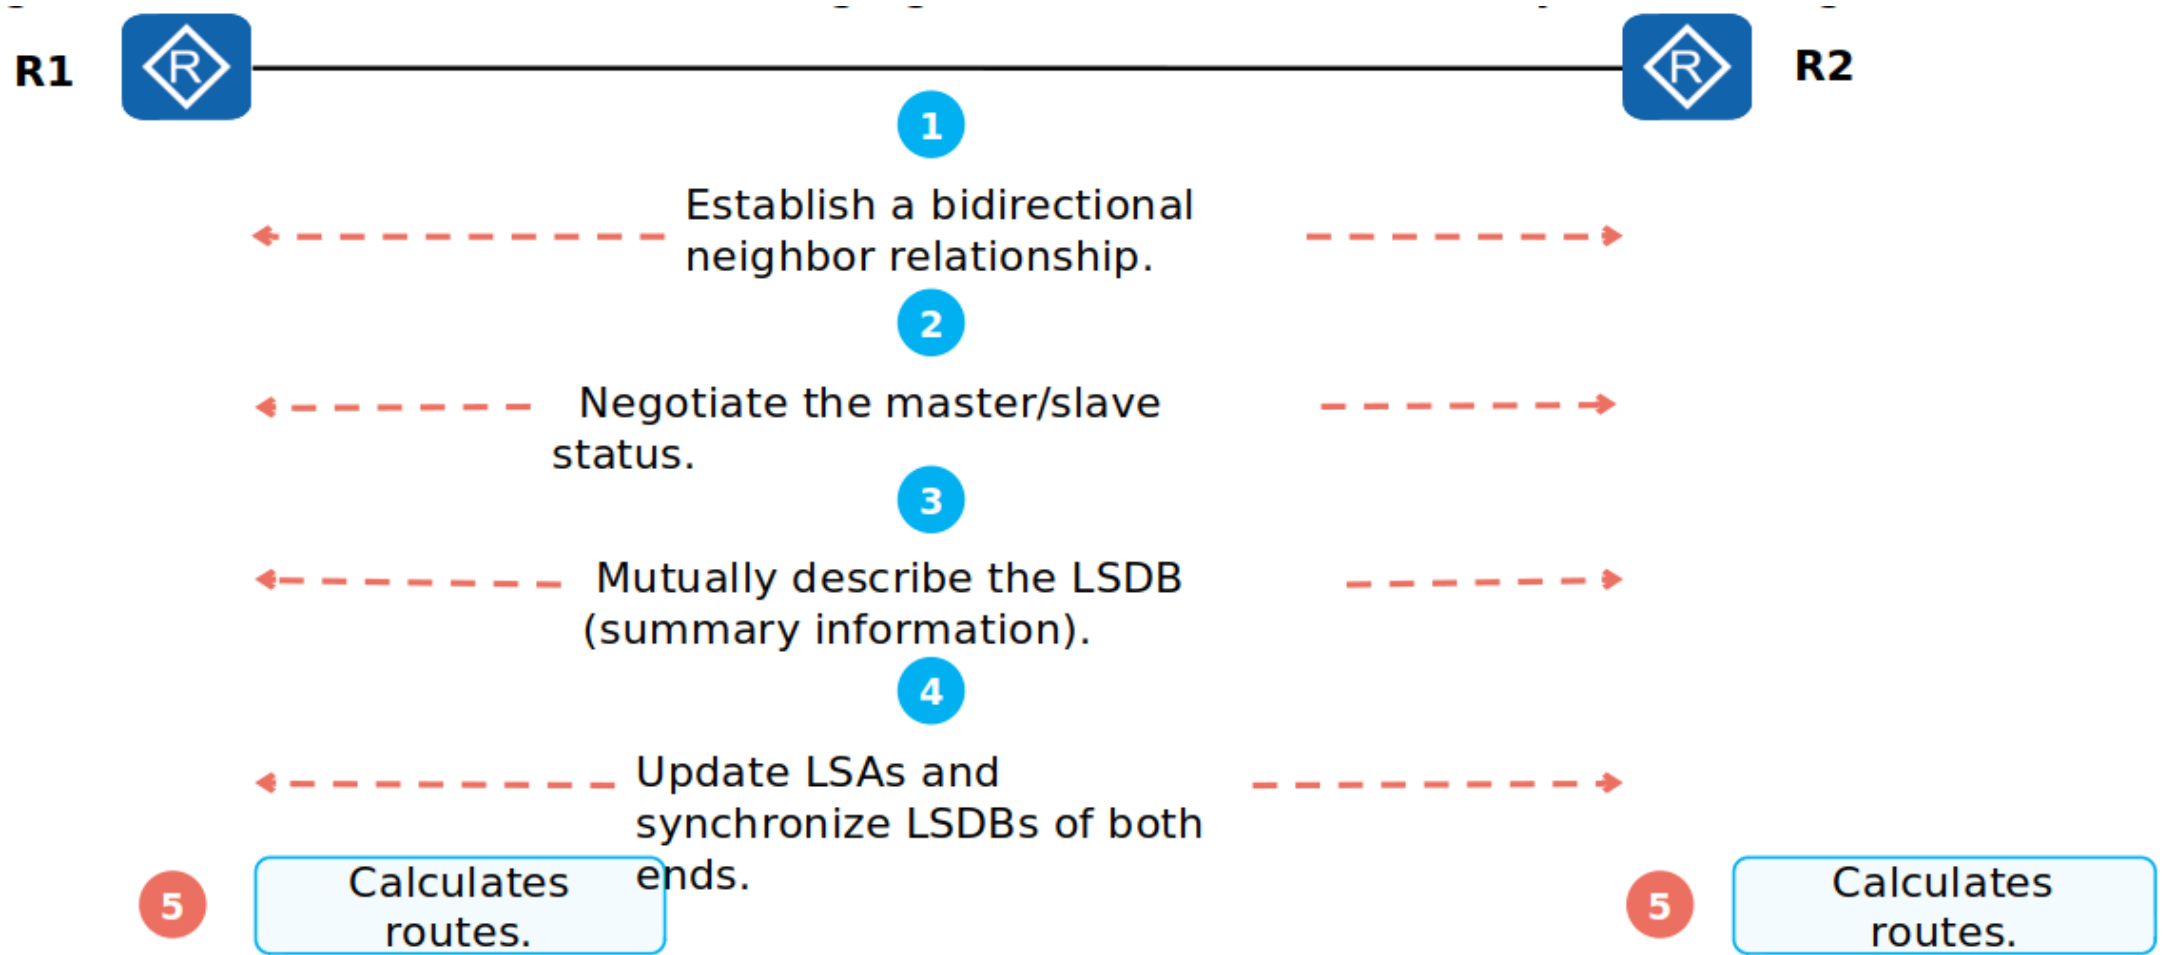 R1
R
R
R2
1
Establish a bidirectional
neighbor relationship.
2
Negotiate the master/slave
status.
3
Mutually describe the LSDB
(summary information).
4
Update LSAs and
synchronize LSDBs of both
ends.
5
Calculates
routes.
5
Calculates
routes.